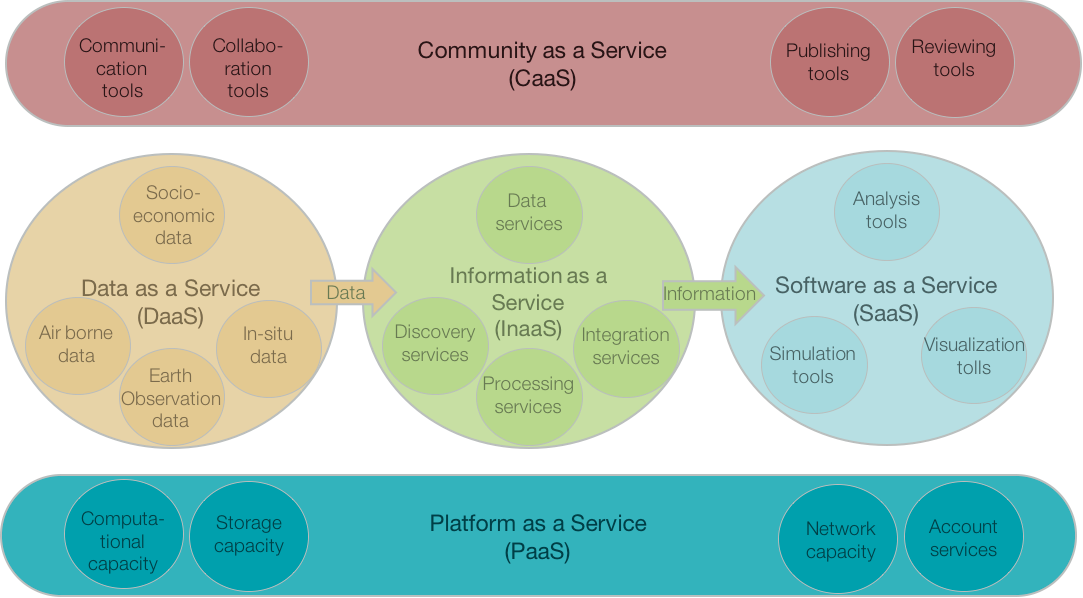 Communi-
cation
tools
Collabo-
ration
tools
Community as a Service
(CaaS)
Publishing
tools
Reviewing
tools
Socio-
economic
data
Data as a Service
(DaaS)
Air borne
data
In-situ
data
Earth
Observation
data
Data
Data
services
Information as a
Service
(InaaS)
Discovery
services
Integration
services
Processing
services
Information
Analysis
tools
Software as a Service
(SaaS)
Simulation
tools
Visualization
tolls
Computa-
tional
capacity
Storage
capacity
Platform as a Service
(PaaS)
Network
capacity
Account
services